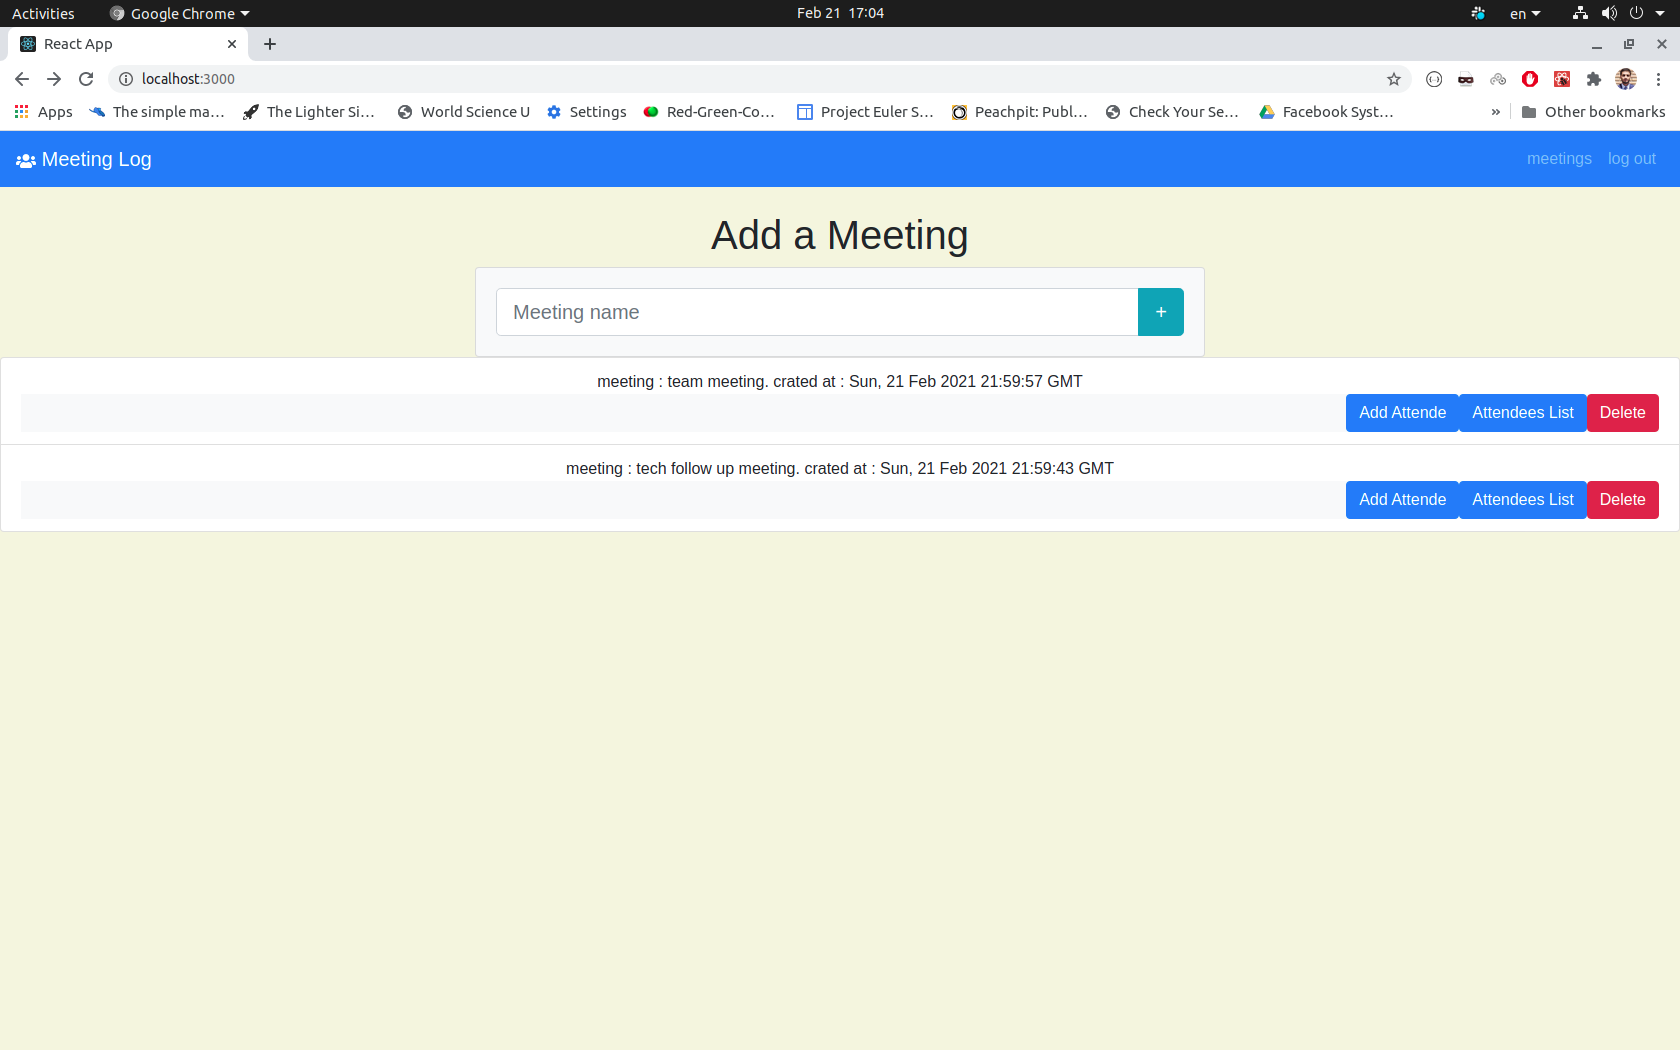 Activities Google Chrome Feb 21 17:04 en
React App
localhost:3000
Apps The simple ma... The Lighter Si... World Science U Settings Red-Green-Co... Project Euler S... Peachpit: Publ... Check Your Se... Facebook Syst... » Other bookmarks
Meeting Log meetings log out
Add a Meeting
Meeting name +
meeting : team meeting. crated at : Sun, 21 Feb 2021 21:59:57 GMT
Add Attende Attendees List Delete
meeting : tech follow up meeting. crated at : Sun, 21 Feb 2021 21:59:43 GMT
Add Attende Attendees List Delete